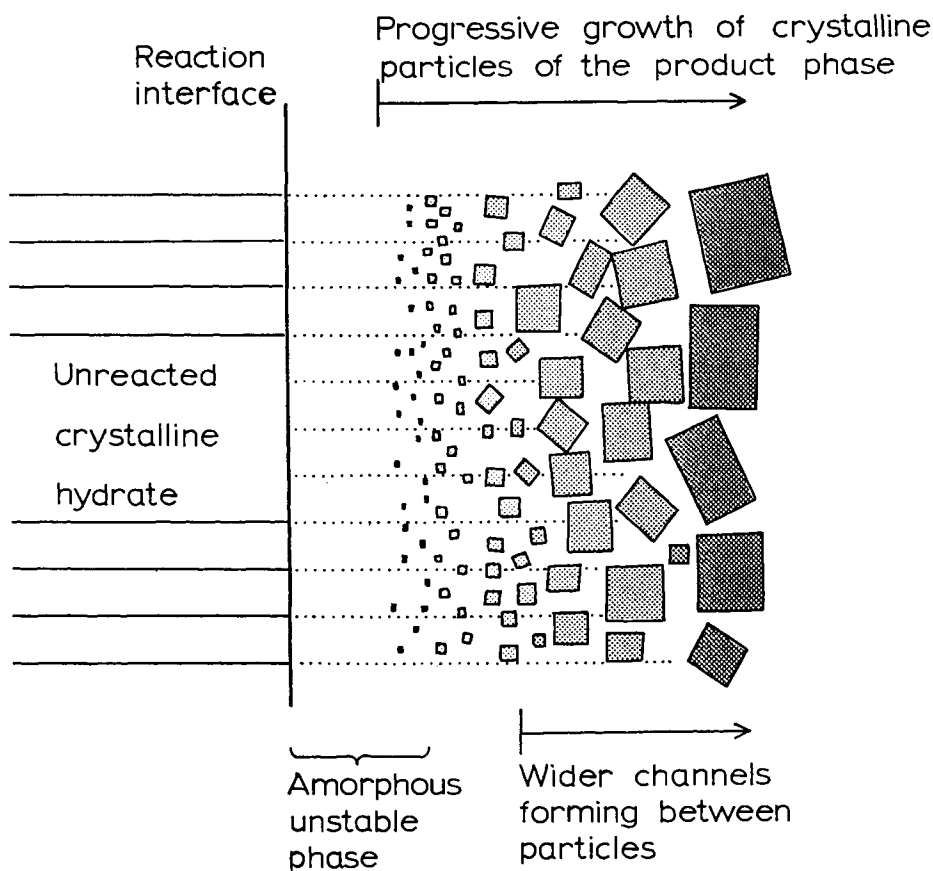 Progressive growth of crystalline
particles of the product phase
Reaction
interface
Unreacted
crystalline
hydrate
Amorphous
unstable
phase
Wider channels
forming between
particles